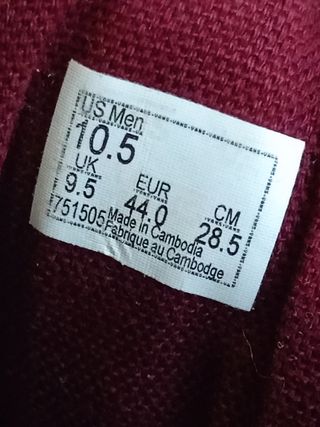 US Men
10.5
UK EUR CM
9.5 44.0 28.5
751505 Made in Cambodia
Fabrique au Cambodge